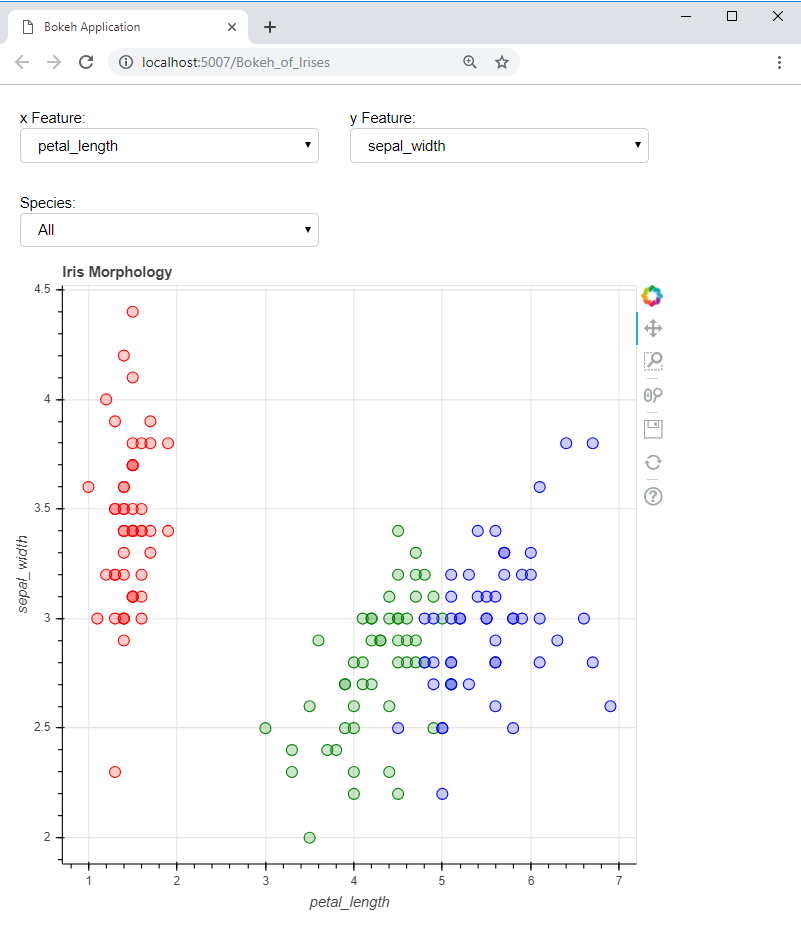 Bokeh Application
localhost:5007/Bokeh_of_Irises
x Feature: y Feature:
petal_length sepal_width
Species:
All
Iris Morphology
4.5
4
3.5
3
2.5
2
sepal_width
1 2 3 4 5 6 7
petal_length